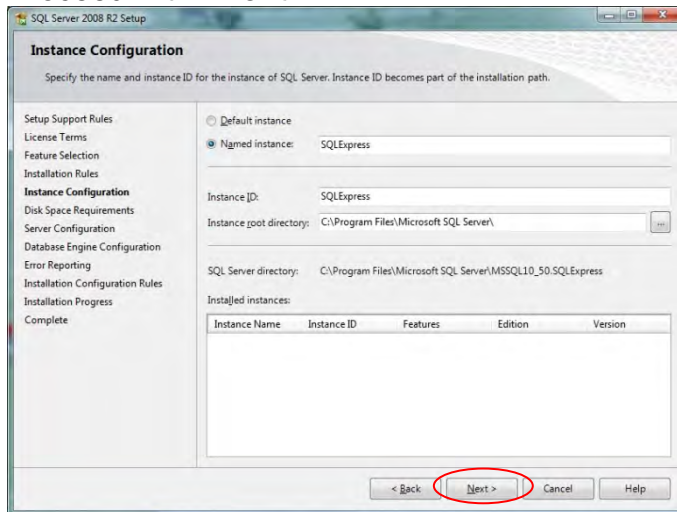 SQL Server 2008 R2 Setup
Instance Configuration
Specify the name and instance ID for the instance of SQL Server. Instance ID becomes part of the installation path.
Setup Support Rules
License Terms
Feature Selection
Installation Rules
Instance Configuration
Disk Space Requirements
Server Configuration
Database Engine Configuration
Error Reporting
Installation Configuration Rules
Installation Progress
Complete
Default instance
Named instance: SQLExpress
Instance ID: SQLExpress
Instance root directory: C:\Program Files\Microsoft SQL Server\ ...
SQL Server directory: C:\Program Files\Microsoft SQL Server\MSSQL10_50.SQLExpress
Installed instances:
Instance Name Instance ID Features Edition Version
< Back Next > Cancel Help